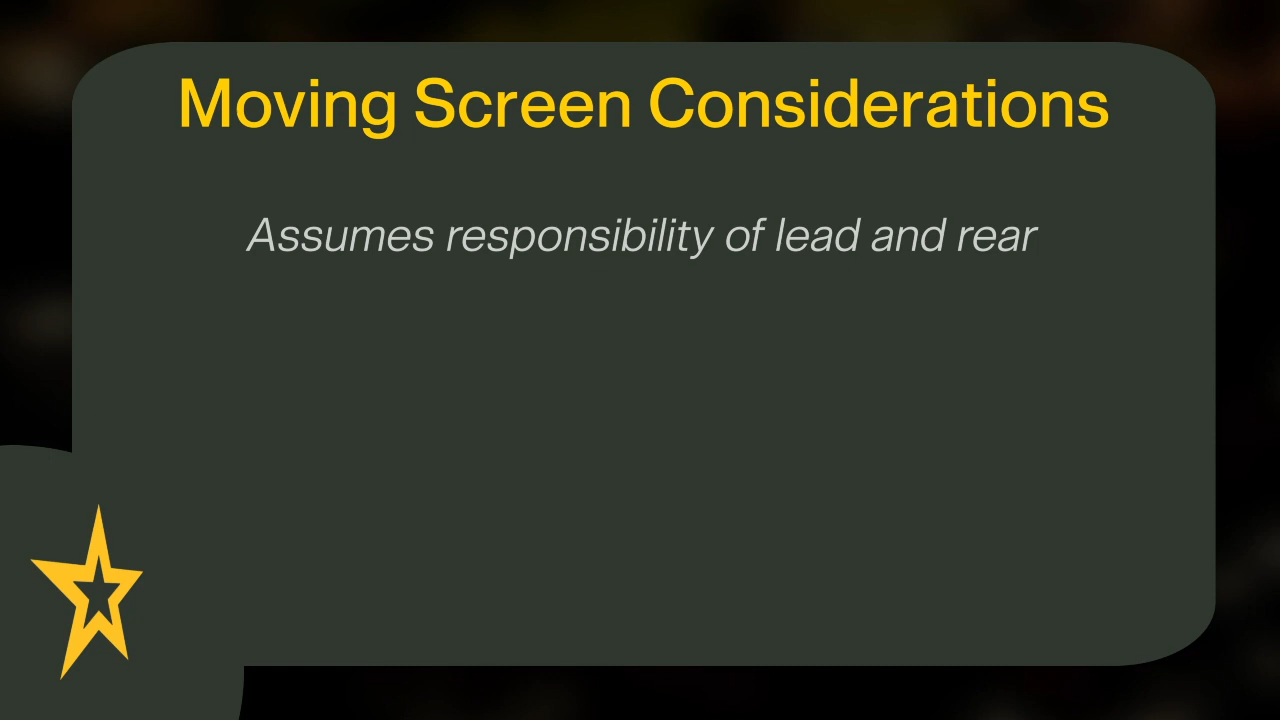 Moving Screen Considerations
Assumes responsibility of lead and rear